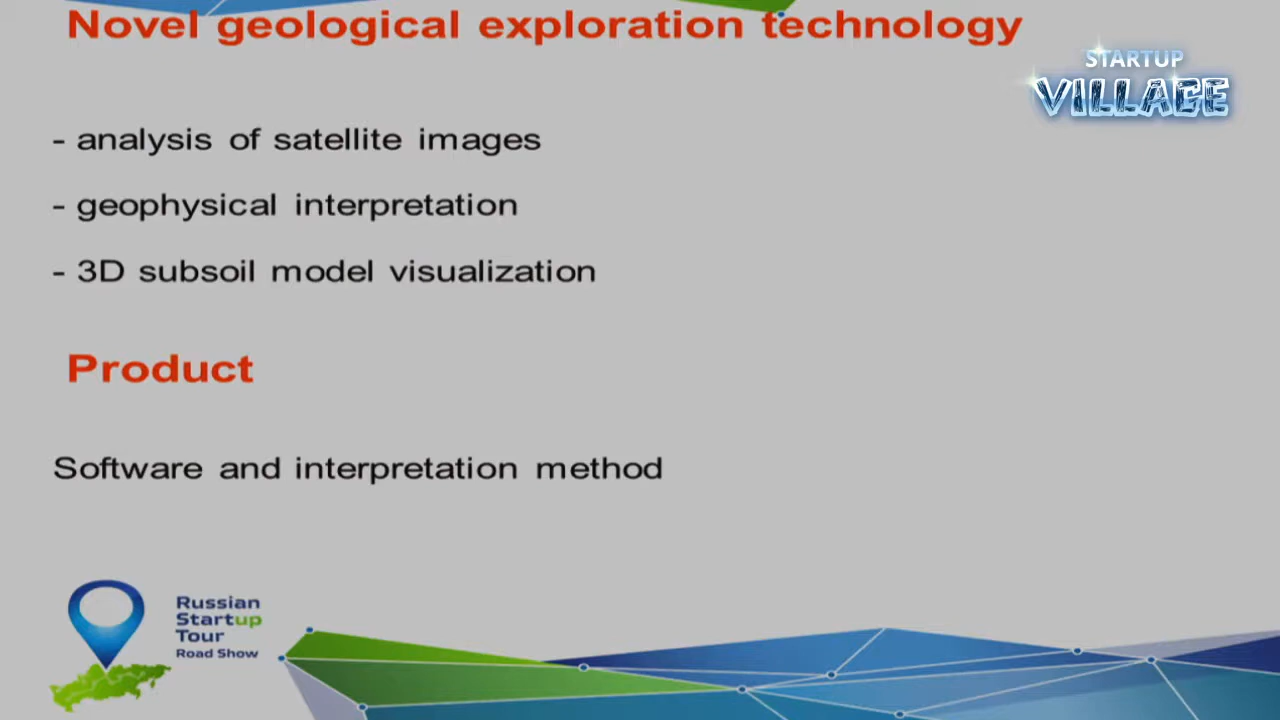 Novel geological exploration technology
STARTUP
VILLAGE
- analysis of satellite images
- geophysical interpretation
- 3D subsoil model visualization
Product
Software and interpretation method
Russian
Startup
Tour
Road Show